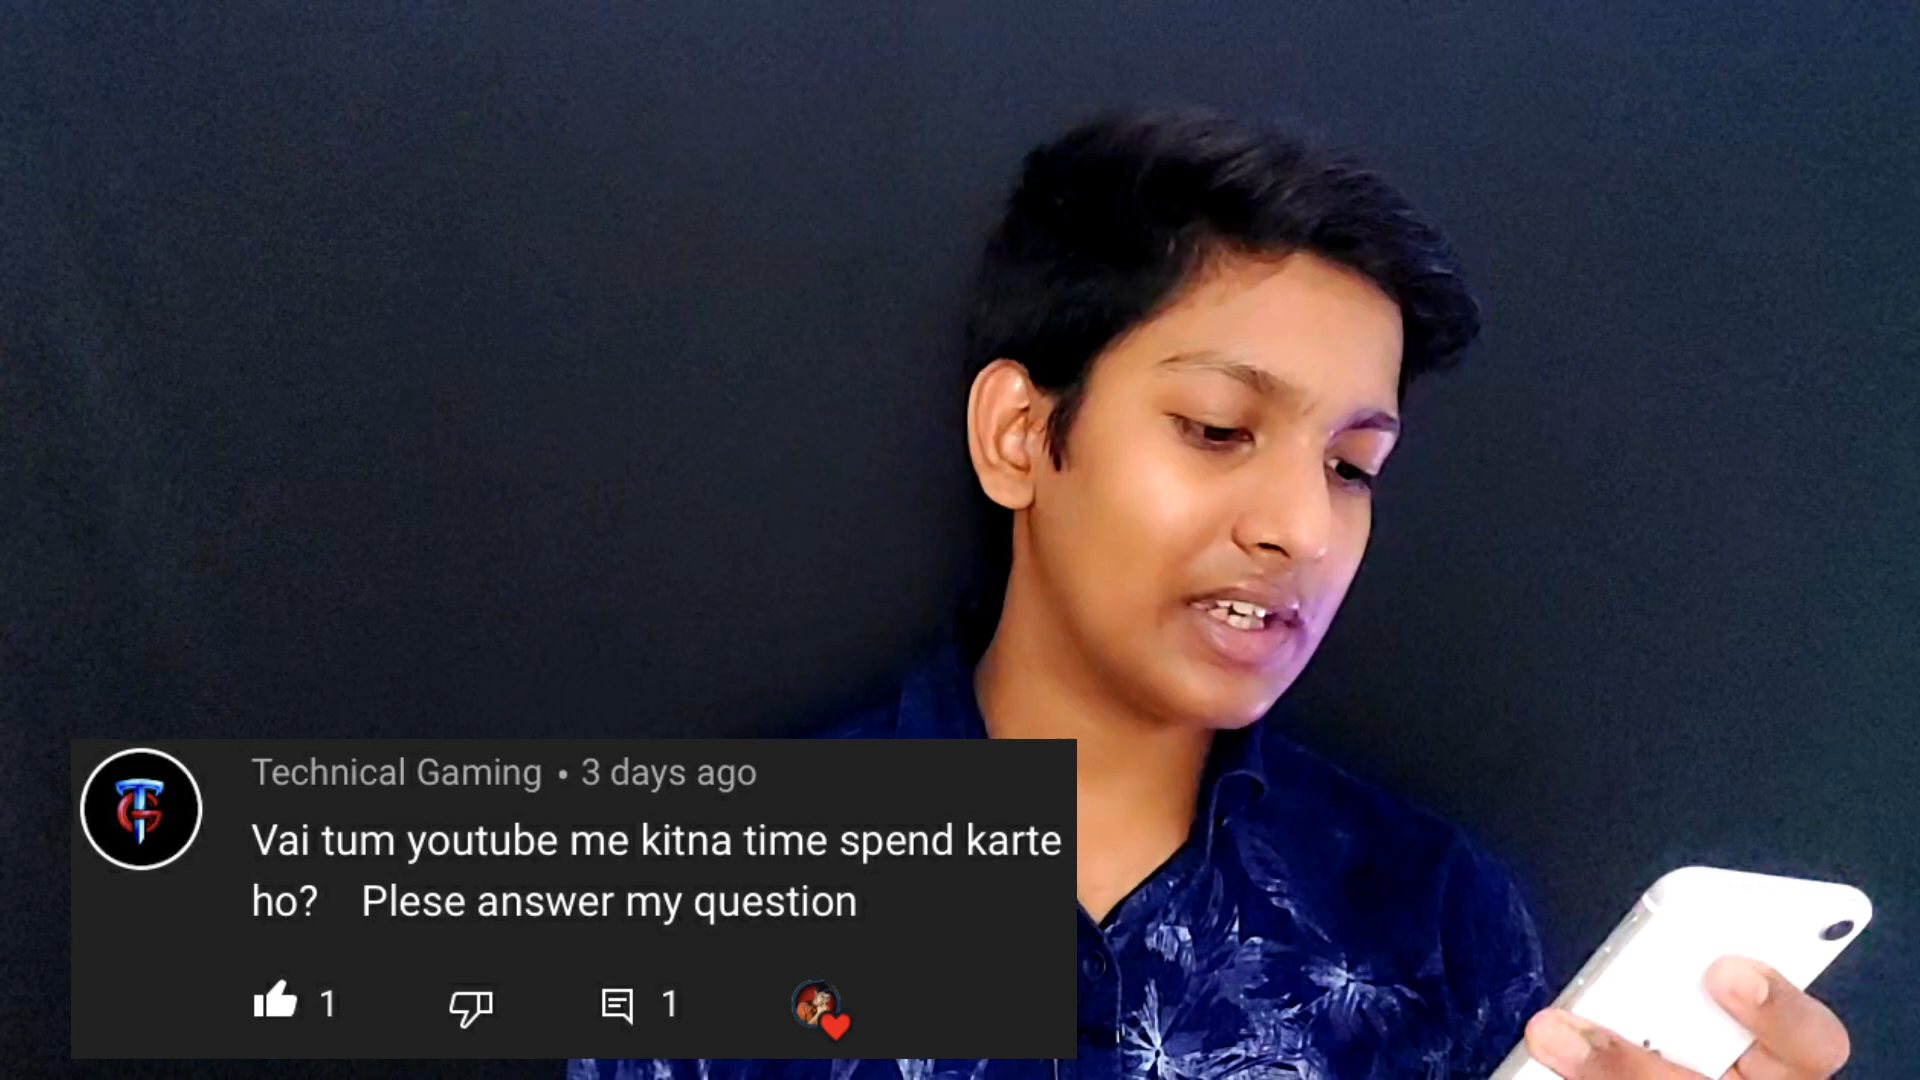 Technical Gaming • 3 days ago
Vai tum youtube me kitna time spend karte
ho? Plese answer my question
1
1